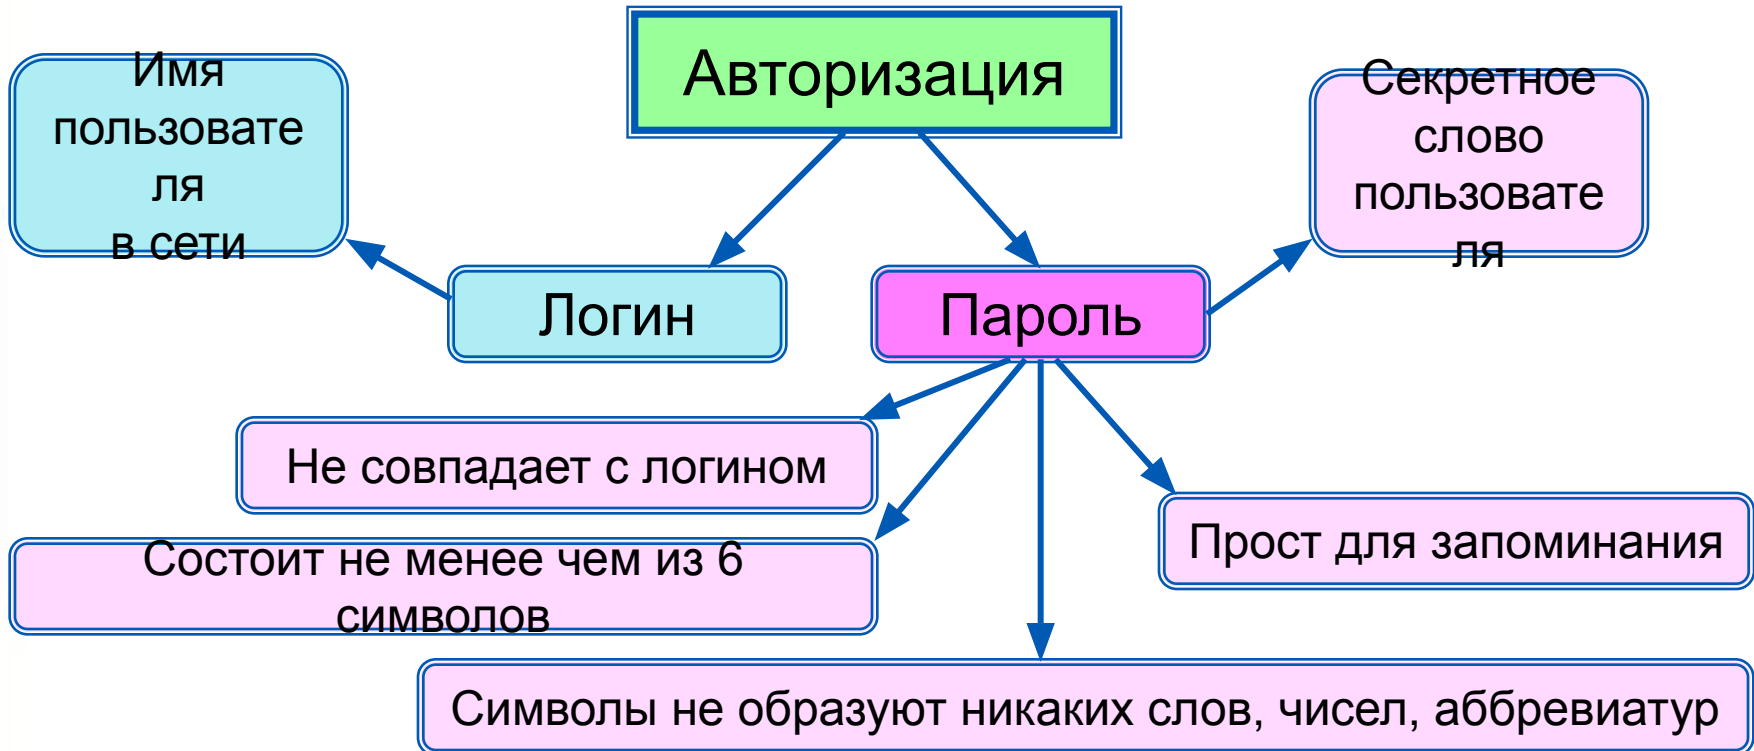 Авторизация
Имя
пользовате
ля
в сети
Секретное
слово
пользовате
ля
Логин
Пароль
Не совпадает с логином
Состоит не менее чем из 6
символов
Прост для запоминания
Символы не образуют никаких слов, чисел, аббревиатур